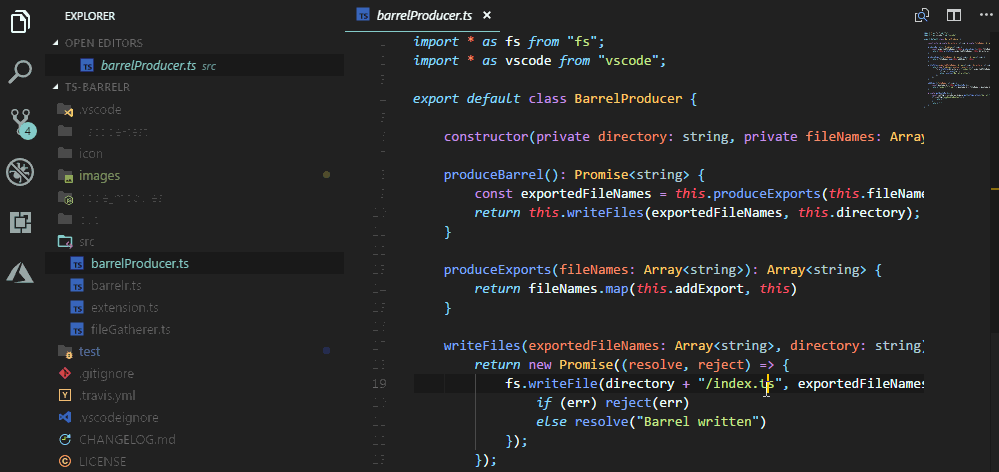 EXPLORER
OPEN EDITORS
TS barrelProducer.ts src
TS-BARRELR
.vscode
icon
images
src
TS barrelProducer.ts
TS barrelr.ts
TS extension.ts
TS fileGatherer.ts
test
.gitignore
.travis.yml
.vscodeignore
CHANGELOG.md
LICENSE
4
TS barrelProducer.ts ×
import * as fs from "fs";
import * as vscode from "vscode";
export default class BarrelProducer {
constructor(private directory: string, private fileNames: Array
produceBarrel(): Promise<string> {
const exportedFileNames = this.produceExports(this.fileName
return this.writeFiles(exportedFileNames, this.directory);
}
produceExports(fileNames: Array<string>): Array<string> {
return fileNames.map(this.addExport, this)
}
writeFiles(exportedFileNames: Array<string>, directory: string)
return new Promise((resolve, reject) => {
19 fs.writeFile(directory + "/index.ts", exportedFileNames
if (err) reject(err)
else resolve("Barrel written")
});
});